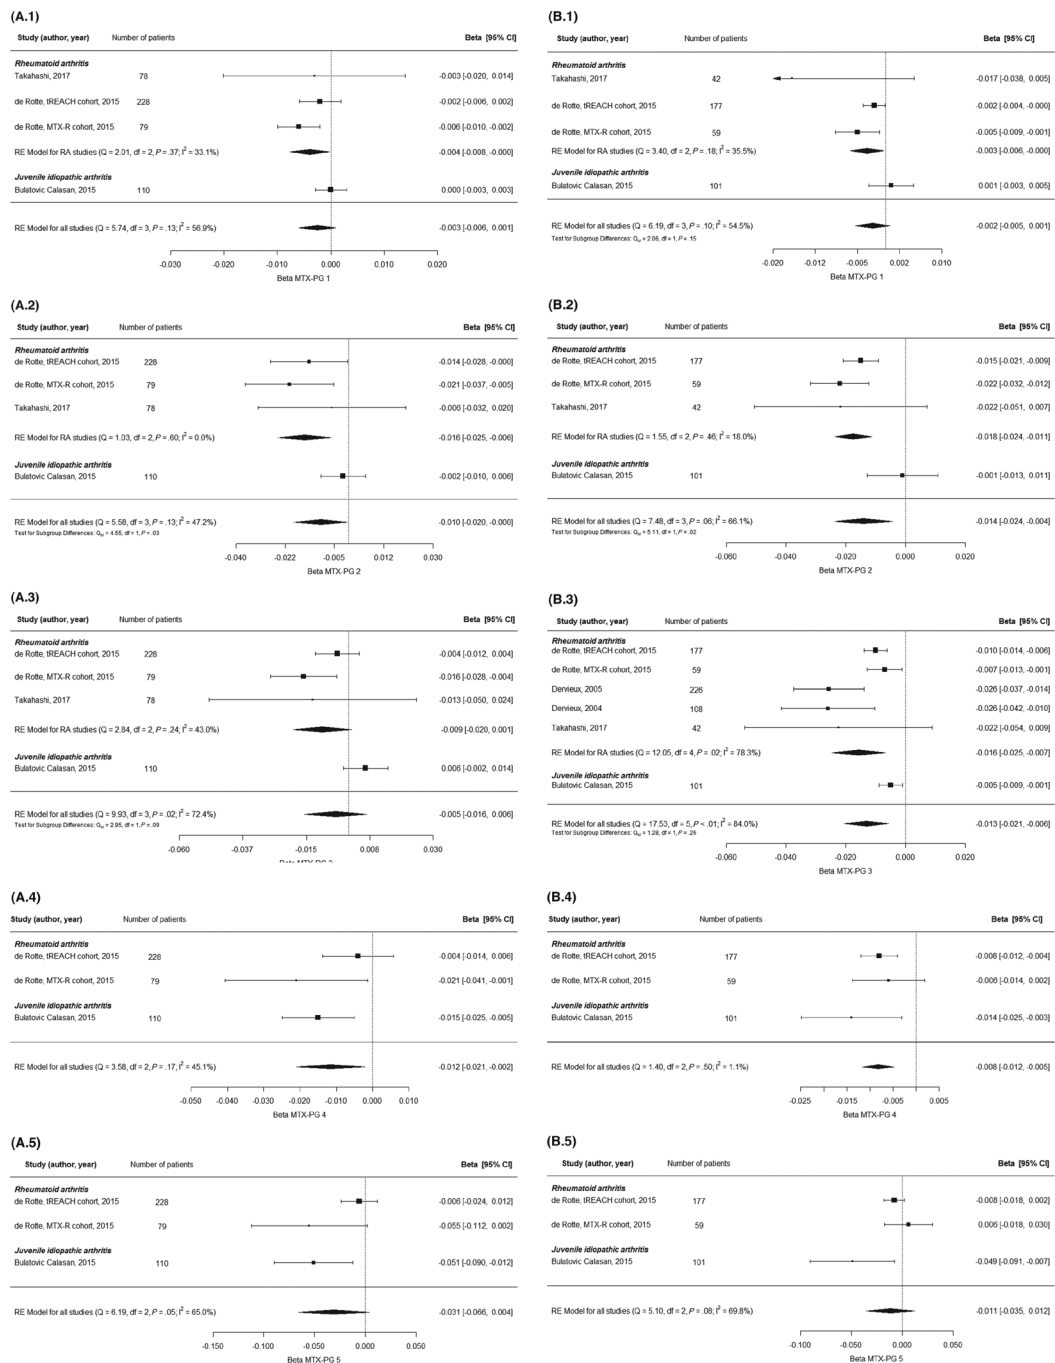 (A.1)
Study (author, year) Number of patients Beta [95% CI]
Rheumatoid arthritis
Takahashi, 2017 78 -0.003 [-0.020, 0.014]
de Rotte, tREACH cohort, 2015 228 -0.002 [-0.006, 0.002]
de Rotte, MTX-R cohort, 2015 79 -0.006 [-0.010, -0.002]
RE Model for RA studies (Q = 2.01, df = 2, P = .37; I² = 33.1%) -0.004 [-0.008, -0.000]
Juvenile idiopathic arthritis
Bulatovic Calasan, 2015 110 0.000 [-0.003, 0.003]
RE Model for all studies (Q = 5.74, df = 3, P = .13; I² = 56.9%) -0.003 [-0.006, 0.001]
-0.030 -0.010 0.000 0.010 0.020
Beta MTX-PG 1
(B.1)
Study (author, year) Number of patients Beta [95% CI]
Rheumatoid arthritis
Takahashi, 2017 42 -0.017 [-0.038, 0.005]
de Rotte, tREACH cohort, 2015 177 -0.002 [-0.004, -0.000]
de Rotte, MTX-R cohort, 2015 59 -0.005 [-0.009, -0.001]
RE Model for RA studies (Q = 3.40, df = 2, P = .18; I² = 35.5%) -0.003 [-0.006, -0.000]
Juvenile idiopathic arthritis
Bulatovic Calasan, 2015 101 0.001 [-0.003, 0.005]
RE Model for all studies (Q = 6.19, df = 3, P = .10; I² = 54.5%) -0.002 [-0.005, 0.001]
Test for Subgroup Differences: QM = 2.06, df = 1, P = .15
-0.020 -0.012 -0.005 0.002 0.010
Beta MTX-PG 1
(A.2)
Study (author, year) Number of patients Beta [95% CI]
Rheumatoid arthritis
de Rotte, tREACH cohort, 2015 228 -0.014 [-0.028, -0.000]
de Rotte, MTX-R cohort, 2015 79 -0.021 [-0.037, -0.005]
Takahashi, 2017 78 -0.006 [-0.032, 0.020]
RE Model for RA studies (Q = 1.03, df = 2, P = .60; I² = 0.0%) -0.016 [-0.025, -0.006]
Juvenile idiopathic arthritis
Bulatovic Calasan, 2015 110 -0.002 [-0.010, 0.006]
RE Model for all studies (Q = 5.58, df = 3, P = .13; I² = 47.2%) -0.010 [-0.020, -0.000]
Test for Subgroup Differences: QM = 4.55, df = 1, P = .03
-0.040 -0.022 -0.005 0.012 0.030
Beta MTX-PG 2
(B.2)
Study (author, year) Number of patients Beta [95% CI]
Rheumatoid arthritis
de Rotte, tREACH cohort, 2015 177 -0.015 [-0.021, -0.009]
de Rotte, MTX-R cohort, 2015 59 -0.022 [-0.032, -0.012]
Takahashi, 2017 42 -0.022 [-0.051, 0.007]
RE Model for RA studies (Q = 1.55, df = 2, P = .46; I² = 18.0%) -0.018 [-0.024, -0.011]
Juvenile idiopathic arthritis
Bulatovic Calasan, 2015 101 -0.001 [-0.013, 0.011]
RE Model for all studies (Q = 7.48, df = 3, P = .06; I² = 66.1%) -0.014 [-0.024, -0.004]
Test for Subgroup Differences: QM = 5.11, df = 1, P = .02
-0.060 -0.040 -0.020 0.000 0.020
Beta MTX-PG 2
(A.3)
Study (author, year) Number of patients Beta [95% CI]
Rheumatoid arthritis
de Rotte, tREACH cohort, 2015 228 -0.004 [-0.012, 0.004]
de Rotte, MTX-R cohort, 2015 79 -0.016 [-0.028, -0.004]
Takahashi, 2017 78 -0.013 [-0.050, 0.024]
RE Model for RA studies (Q = 2.84, df = 2, P = .24; I² = 43.0%) -0.009 [-0.020, 0.001]
Juvenile idiopathic arthritis
Bulatovic Calasan, 2015 110 0.006 [-0.002, 0.014]
RE Model for all studies (Q = 9.93, df = 3, P = .02; I² = 72.4%) -0.005 [-0.016, 0.006]
Test for Subgroup Differences: QM = 2.95, df = 1, P = .09
-0.060 -0.037 -0.015 0.008 0.030
(B.3)
Study (author, year) Number of patients Beta [95% CI]
Rheumatoid arthritis
de Rotte, tREACH cohort, 2015 177 -0.010 [-0.014, -0.006]
de Rotte, MTX-R cohort, 2015 59 -0.007 [-0.013, -0.001]
Dervieux, 2005 226 -0.026 [-0.037, -0.014]
Dervieux, 2004 108 -0.026 [-0.042, -0.010]
Takahashi, 2017 42 -0.022 [-0.054, 0.009]
RE Model for RA studies (Q = 12.05, df = 4, P = .02; I² = 78.3%) -0.016 [-0.025, -0.007]
Juvenile idiopathic arthritis
Bulatovic Calasan, 2015 101 -0.005 [-0.009, -0.001]
RE Model for all studies (Q = 17.53, df = 5, P < .01; I² = 84.0%) -0.013 [-0.021, -0.006]
Test for Subgroup Differences: QM = 1.28, df = 1, P = .26
-0.060 -0.040 -0.020 0.000 0.020
Beta MTX-PG 3
(A.4)
Study (author, year) Number of patients Beta [95% CI]
Rheumatoid arthritis
de Rotte, tREACH cohort, 2015 228 -0.004 [-0.014, 0.006]
de Rotte, MTX-R cohort, 2015 79 -0.021 [-0.041, -0.001]
Juvenile idiopathic arthritis
Bulatovic Calasan, 2015 110 -0.015 [-0.025, -0.005]
RE Model for all studies (Q = 3.58, df = 2, P = .17; I² = 45.1%) -0.012 [-0.021, -0.002]
-0.050 -0.040 -0.030 -0.020 -0.010 0.000 0.010
Beta MTX-PG 4
(B.4)
Study (author, year) Number of patients Beta [95% CI]
Rheumatoid arthritis
de Rotte, tREACH cohort, 2015 177 -0.008 [-0.012, -0.004]
de Rotte, MTX-R cohort, 2015 59 -0.006 [-0.014, 0.002]
Juvenile idiopathic arthritis
Bulatovic Calasan, 2015 101 -0.014 [-0.025, -0.003]
RE Model for all studies (Q = 1.40, df = 2, P = .50; I² = 1.1%) -0.008 [-0.012, -0.005]
-0.025 -0.015 -0.005 0.005
Beta MTX-PG 4
(A.5)
Study (author, year) Number of patients Beta [95% CI]
Rheumatoid arthritis
de Rotte, tREACH cohort, 2015 228 -0.006 [-0.024, 0.012]
de Rotte, MTX-R cohort, 2015 79 -0.055 [-0.112, 0.002]
Juvenile idiopathic arthritis
Bulatovic Calasan, 2015 110 -0.051 [-0.090, -0.012]
RE Model for all studies (Q = 6.19, df = 2, P = .05; I² = 65.0%) -0.031 [-0.066, 0.004]
-0.150 -0.100 -0.050 0.000 0.050
Beta MTX-PG 5
(B.5)
Study (author, year) Number of patients Beta [95% CI]
Rheumatoid arthritis
de Rotte, tREACH cohort, 2015 177 -0.008 [-0.018, 0.002]
de Rotte, MTX-R cohort, 2015 59 0.006 [-0.018, 0.030]
Juvenile idiopathic arthritis
Bulatovic Calasan, 2015 101 -0.049 [-0.091, -0.007]
RE Model for all studies (Q = 5.10, df = 2, P = .08; I² = 69.8%) -0.011 [-0.035, 0.012]
-0.100 -0.050 0.000 0.050
Beta MTX-PG 5